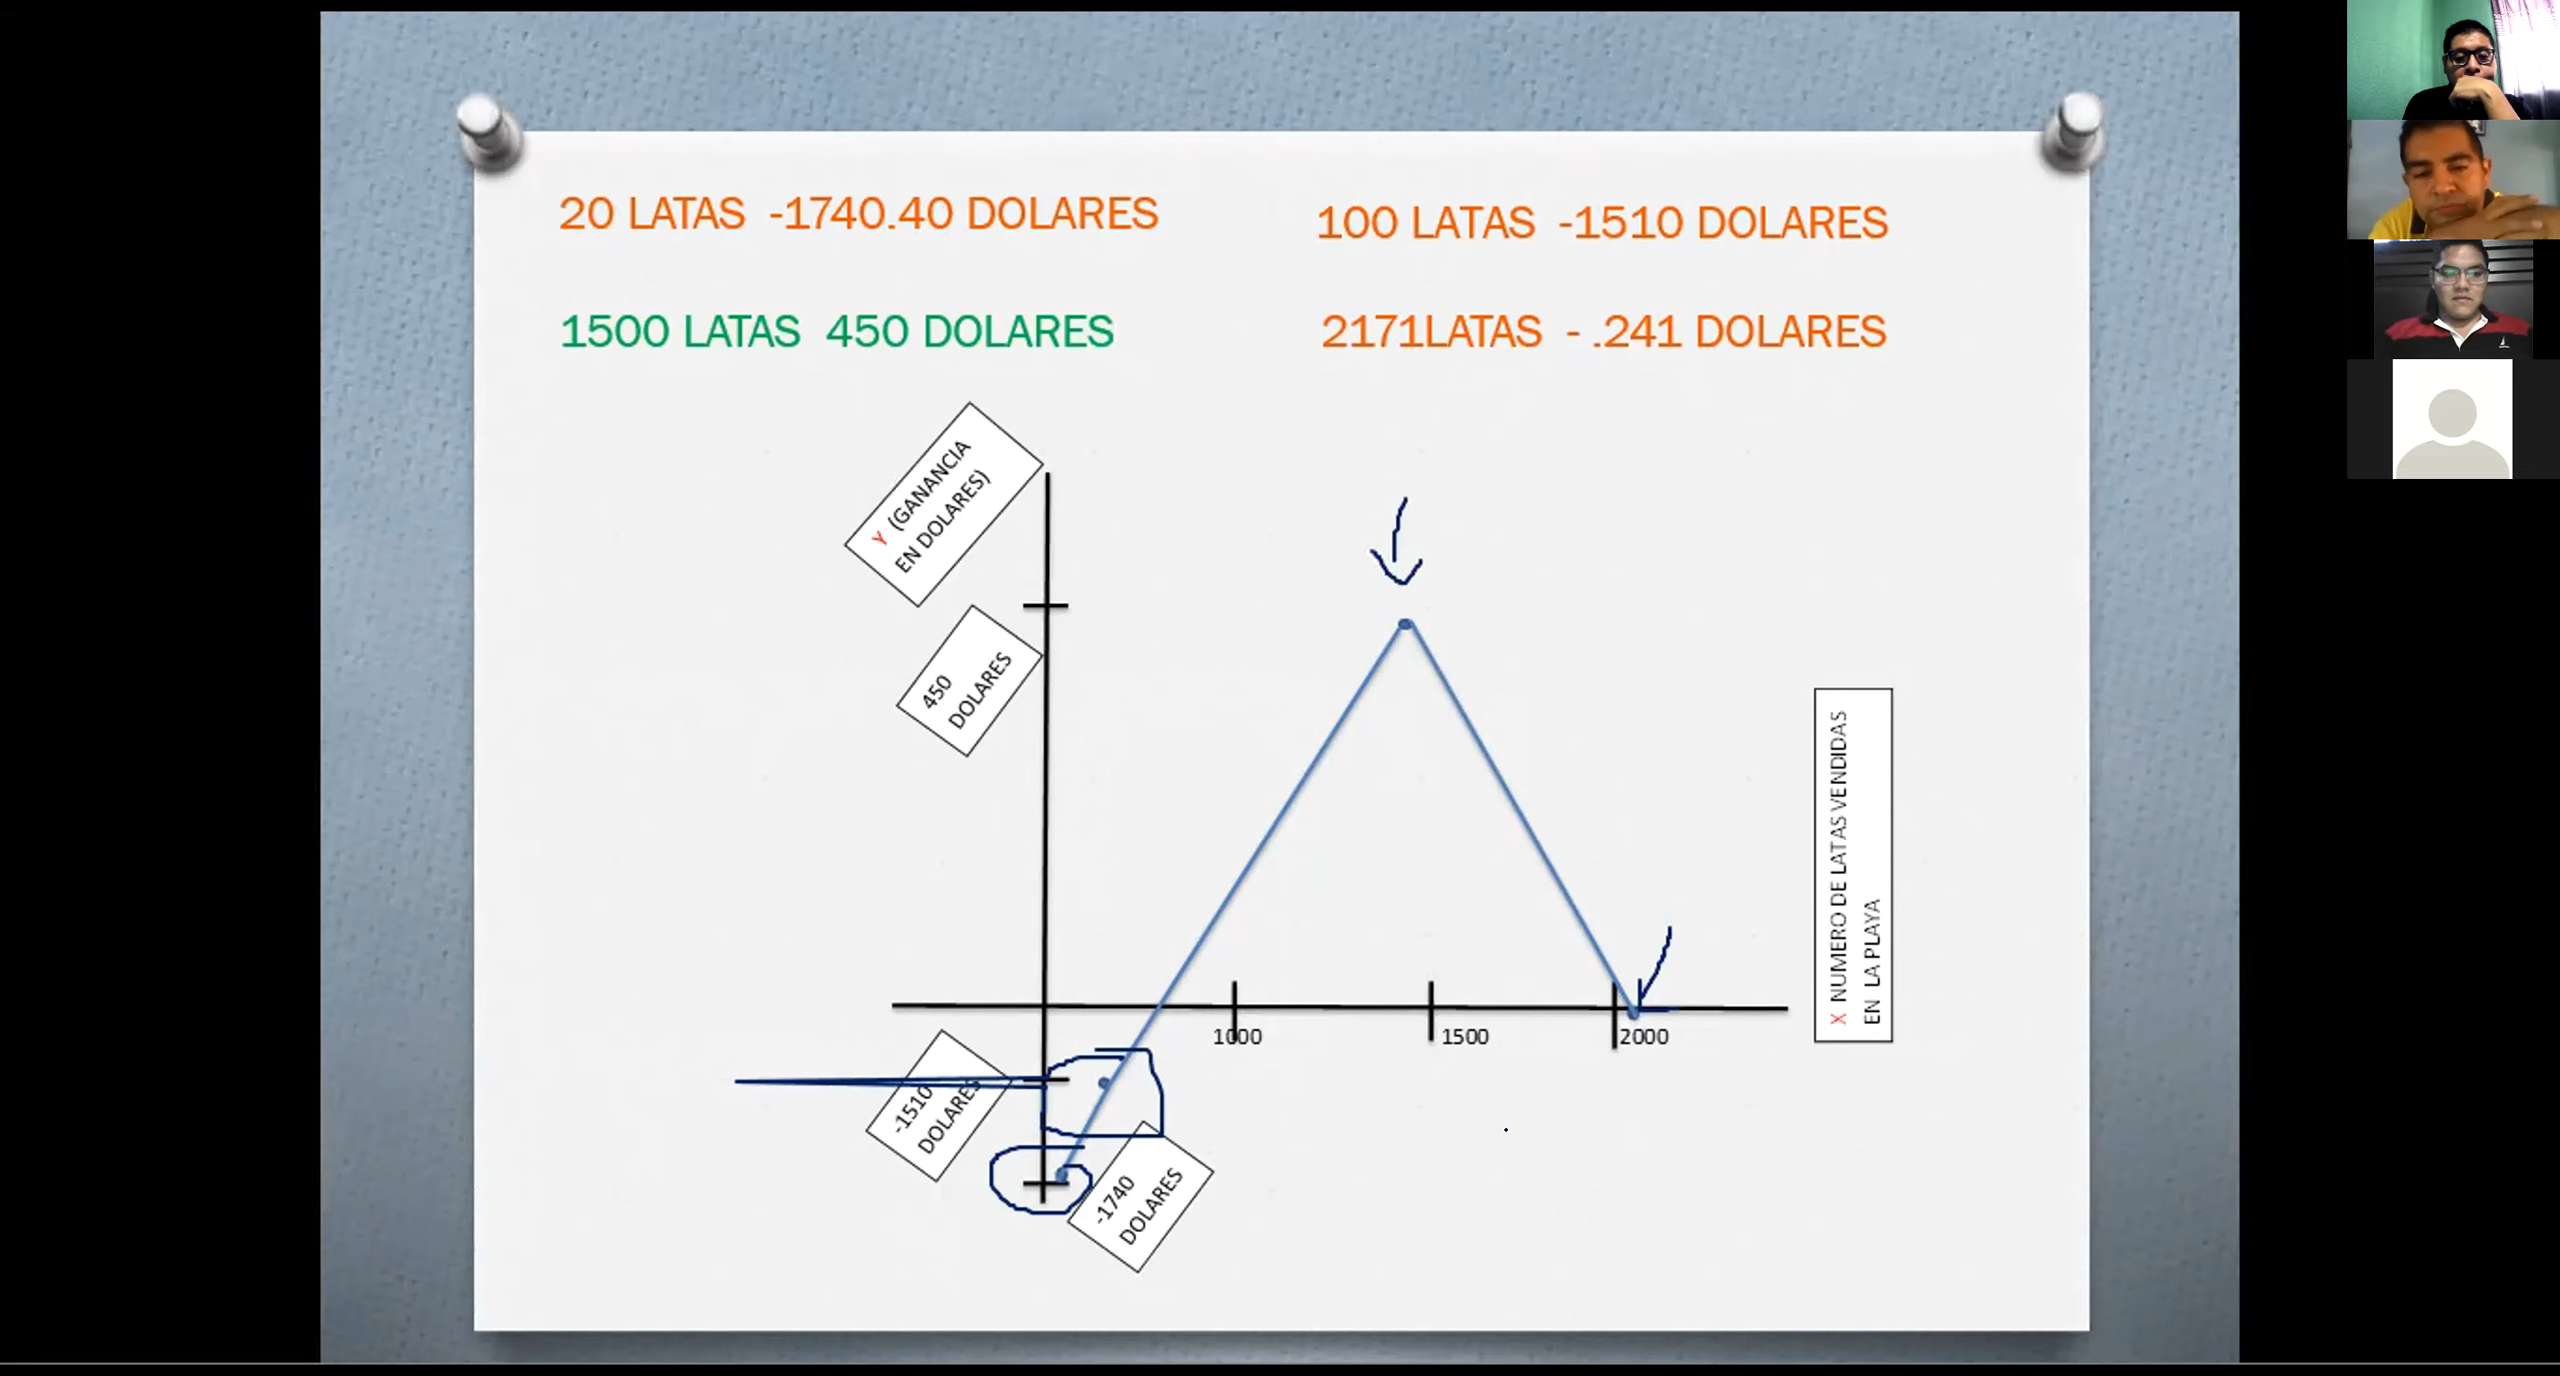 20 LATAS -1740.40 DOLARES
100 LATAS -1510 DOLARES
1500 LATAS 450 DOLARES
2171LATAS - .241 DOLARES
Y (GANANCIA
EN DOLARES)
450
DOLARES
X NUMERO DE LATAS VENDIDAS
EN LA PLAYA
1000
1500
2000
-1510
DOLARES
-1740
DOLARES